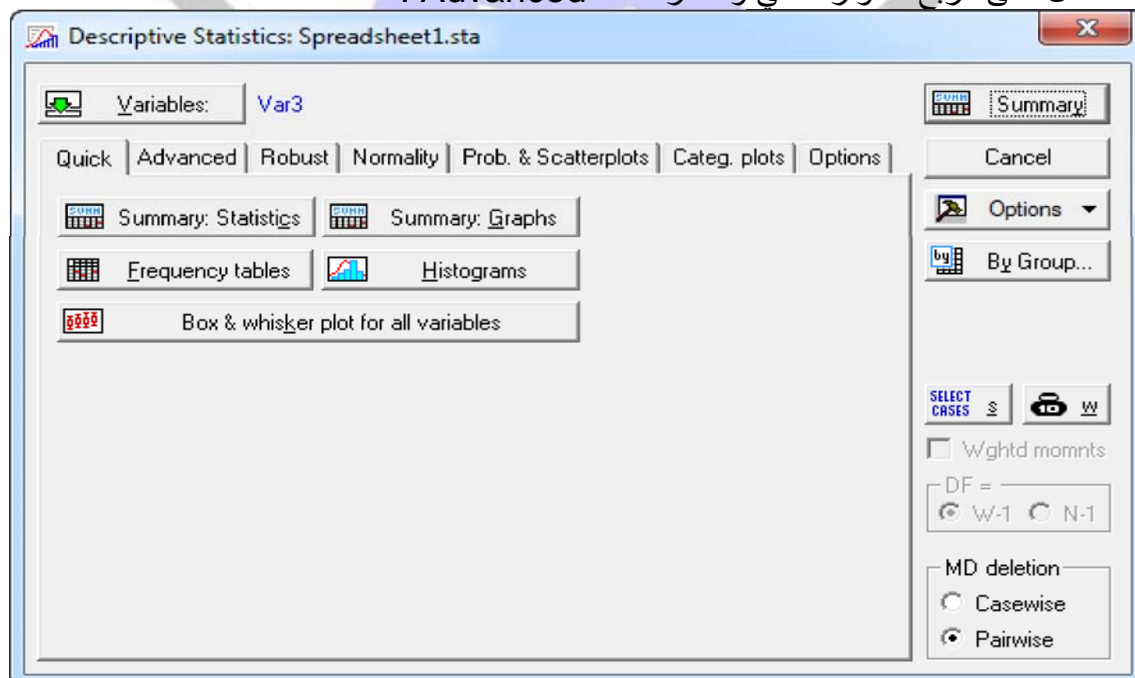 Advanced
Descriptive Statistics: Spreadsheet1.sta
Variables: Var3
Summary
Quick Advanced Robust Normality Prob. & Scatterplots Categ. plots Options
Cancel
Summary: Statistics Summary: Graphs
Options
Frequency tables Histograms
By Group...
Box & whisker plot for all variables
SELECT CASES S W
Wghtd momnts
DF =
W-1 N-1
MD deletion
Casewise
Pairwise